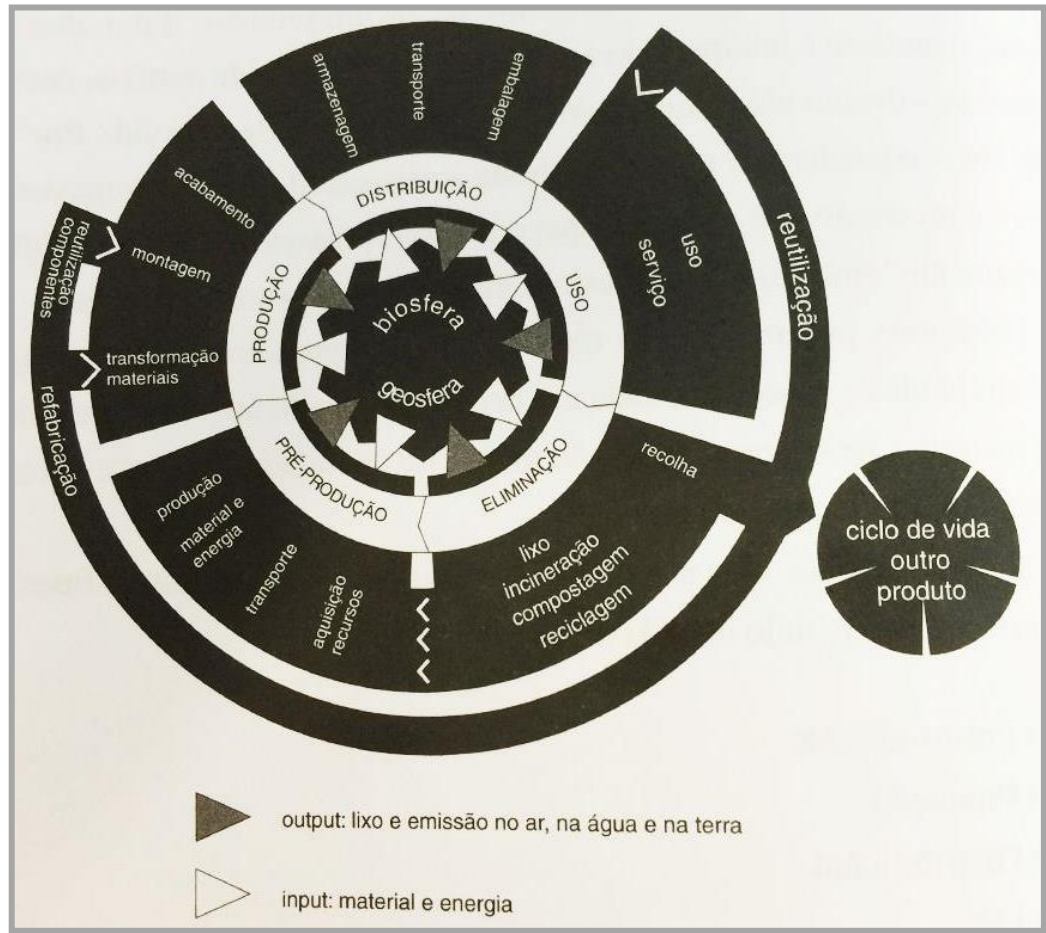 armazenagem
transporte
embalagem
acabamento
montagem
reutilização
componentes
transformação
materiais
refabricação
DISTRIBUIÇÃO
PRODUÇÃO
USO
PRÉ-PRODUÇÃO
ELIMINAÇÃO
biosfera
geosfera
uso
serviço
reutilização
recolha
produção
material e
energia
transporte
aquisição
recursos
lixo
incineração
compostagem
reciclagem
ciclo de vida
outro
produto
output: lixo e emissão no ar, na água e na terra
input: material e energia